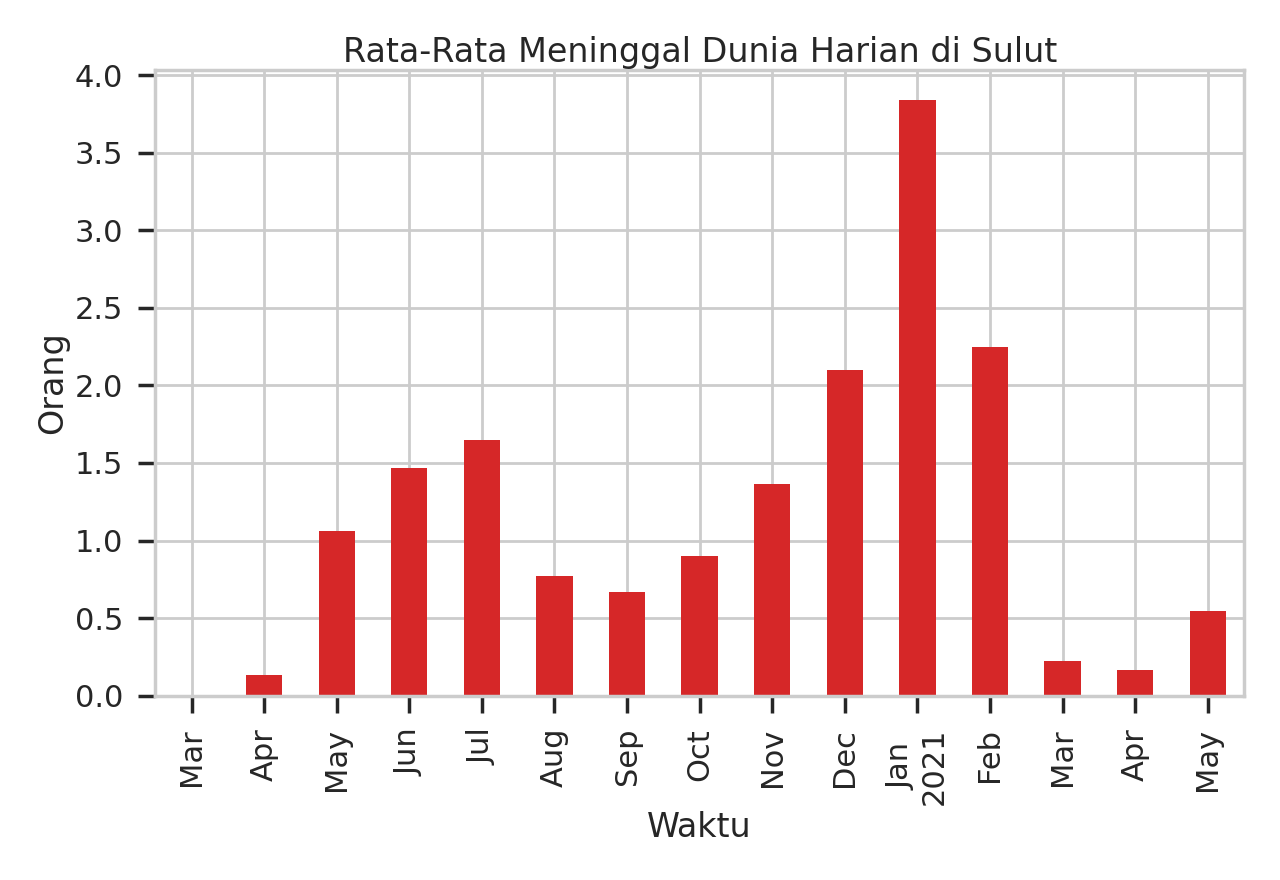 Rata-Rata Meninggal Dunia Harian di Sulut
4.0
3.5
3.0
2.5
2.0
1.5
1.0
0.5
0.0
Orang
Mar
Apr
May
Jun
Jul
Aug
Sep
Oct
Nov
Dec
Jan
2021
Feb
Mar
Apr
May
Waktu